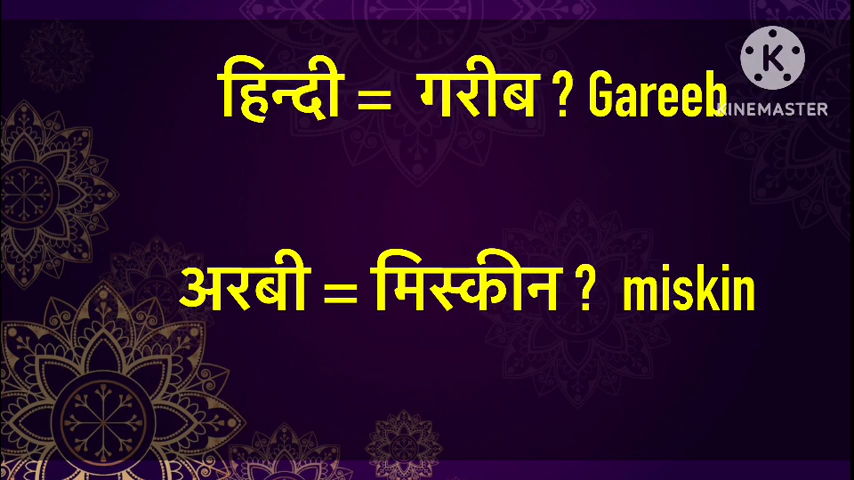 हिन्दी = गरीब ? Gareeb
KINEMASTER
अरबी = मिस्कीन ? miskin